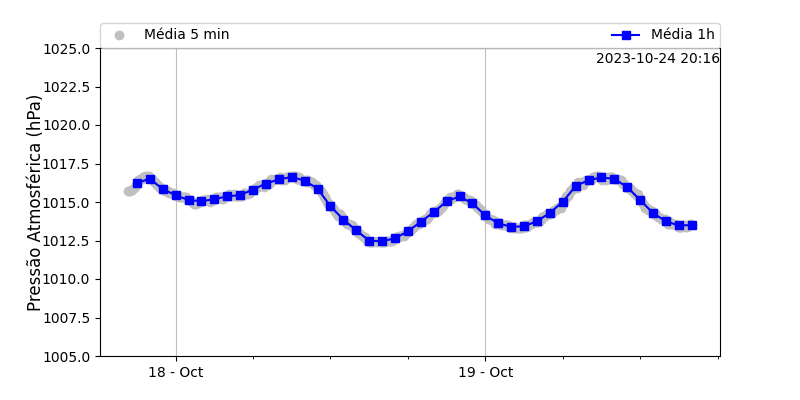 Média 5 min
Média 1h
2023-10-24 20:16
Pressão Atmosférica (hPa)
1025.0
1022.5
1020.0
1017.5
1015.0
1012.5
1010.0
1007.5
1005.0
18 - Oct
19 - Oct